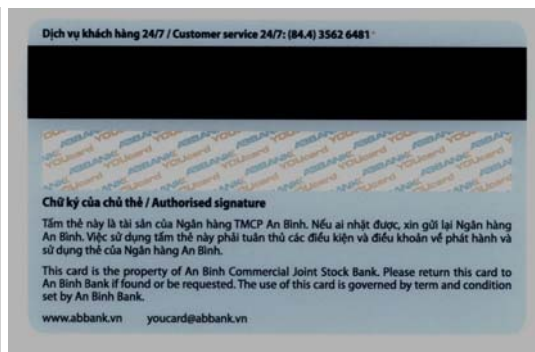 Dịch vụ khách hàng 24/7 / Customer service 24/7: (84.4) 3562 6481
ABBANK YOUcard ABBANK YOUcard ABBANK YOUcard
Chữ ký của chủ thẻ / Authorised signature
Tấm thẻ này là tài sản của Ngân hàng TMCP An Bình. Nếu ai nhặt được, xin gửi lại Ngân hàng
An Bình. Việc sử dụng tấm thẻ này phải tuân thủ các điều kiện và điều khoản về phát hành và
sử dụng thẻ của Ngân hàng An Bình.
This card is the property of An Binh Commercial Joint Stock Bank. Please return this card to
An Binh Bank if found or be requested. The use of this card is governed by term and condition
set by An Binh Bank.
www.abbank.vn youcard@abbank.vn